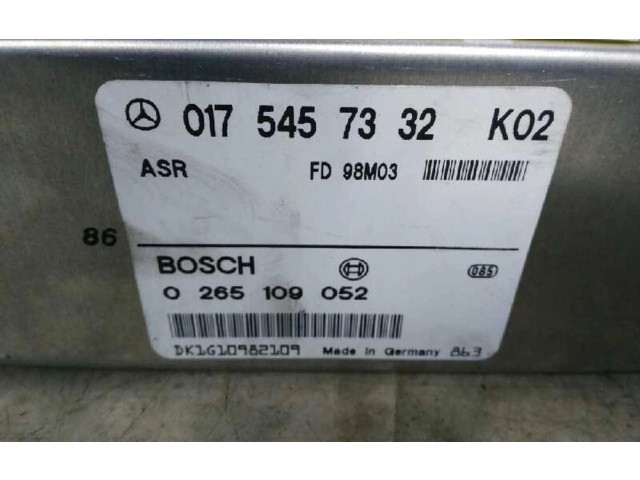 017 545 73 32 K02
ASR FD 98M03
86
BOSCH 085
0 265 109 052
DK1G10982109 Made in Germany 863